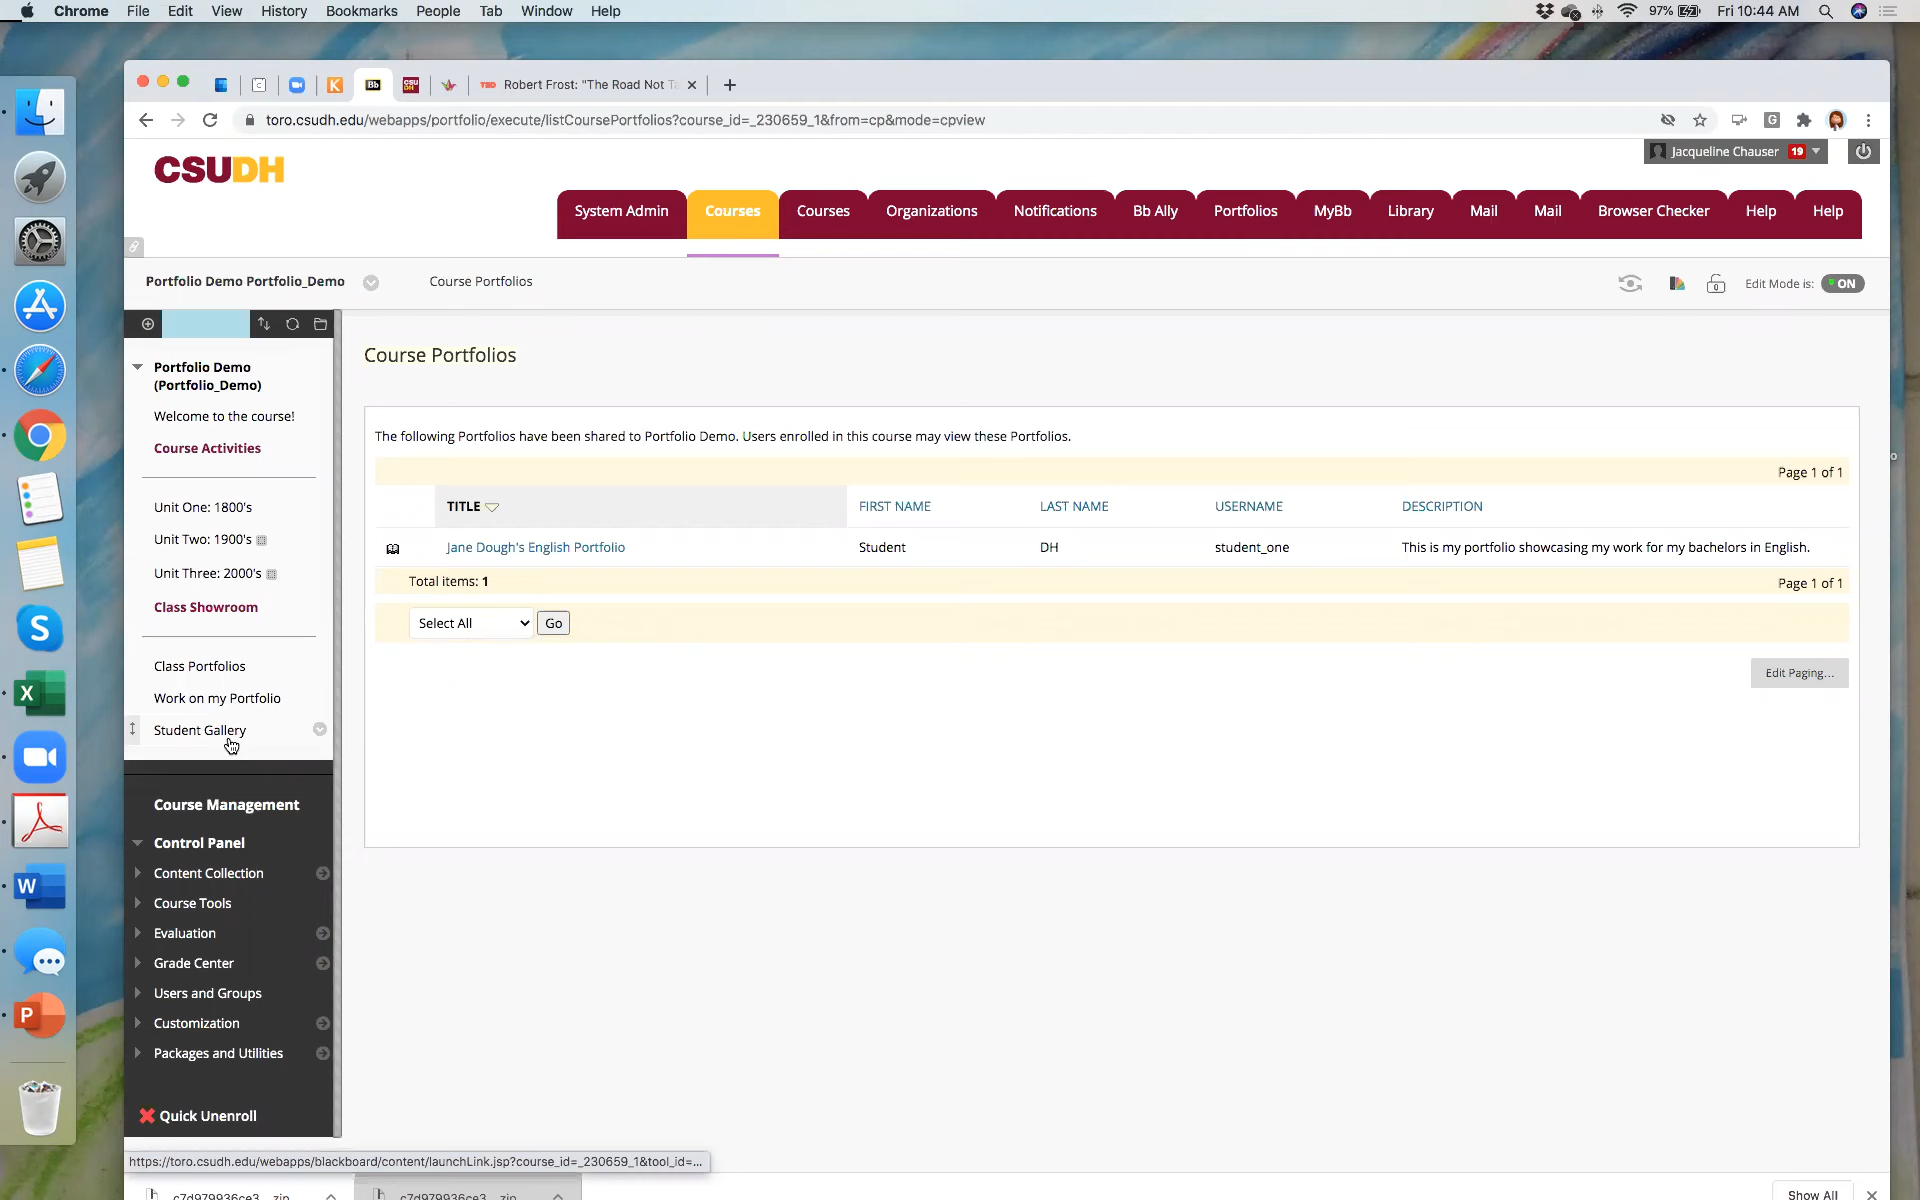 Chrome File Edit View History Bookmarks People Tab Window Help 97% Fri 10:44 AM
Bb CSU DH TED Robert Frost: "The Road Not Ta
toro.csudh.edu/webapps/portfolio/execute/listCoursePortfolios?course_id=_230659_1&from=cp&mode=cpview
CSUDH
Jacqueline Chauser 19
System Admin Courses Courses Organizations Notifications Bb Ally Portfolios MyBb Library Mail Mail Browser Checker Help Help
Portfolio Demo Portfolio_Demo Course Portfolios Edit Mode is: ON
Portfolio Demo
(Portfolio_Demo)
Welcome to the course!
Course Activities
Unit One: 1800's
Unit Two: 1900's
Unit Three: 2000's
Class Showroom
Class Portfolios
Work on my Portfolio
Student Gallery
Course Management
Control Panel
Content Collection
Course Tools
Evaluation
Grade Center
Users and Groups
Customization
Packages and Utilities
Quick Unenroll
Course Portfolios
The following Portfolios have been shared to Portfolio Demo. Users enrolled in this course may view these Portfolios.
Page 1 of 1
TITLE FIRST NAME LAST NAME USERNAME DESCRIPTION
Jane Dough's English Portfolio Student DH student_one This is my portfolio showcasing my work for my bachelors in English.
Total items: 1 Page 1 of 1
Select All Go
Edit Paging...
https://toro.csudh.edu/webapps/blackboard/content/launchLink.jsp?course_id=_230659_1&tool_id=...
c7d979936ce3....zip c7d979936ce3....zip Show All